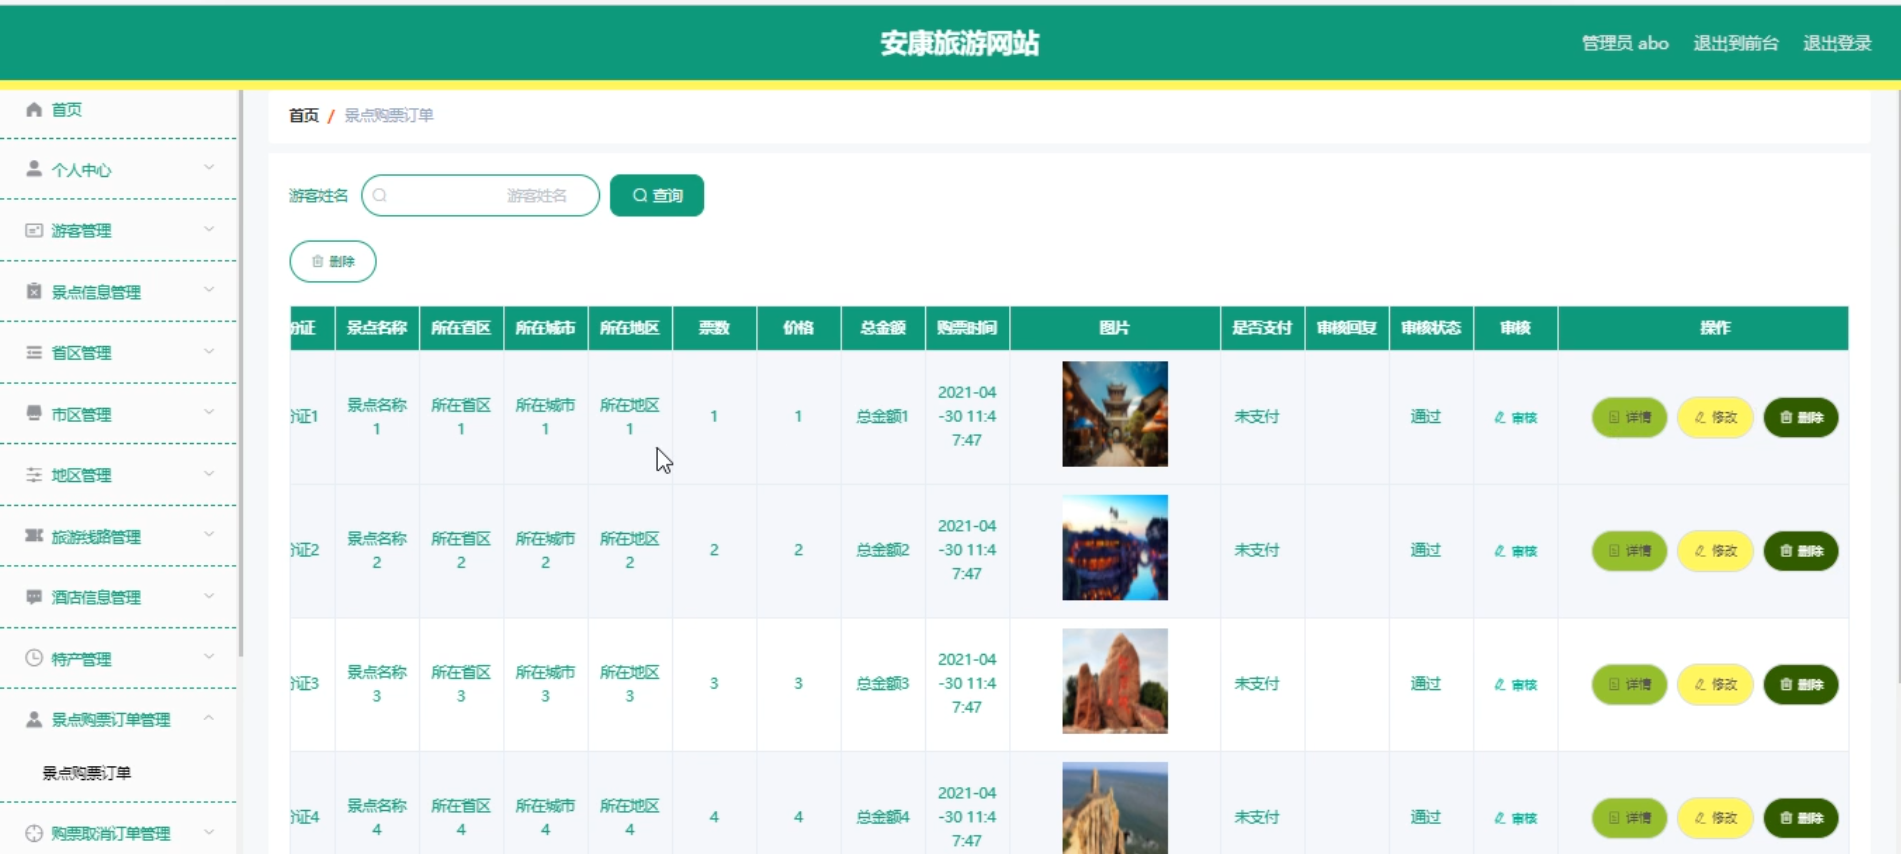 安康旅游网站
管理员 abo 退出到前台 退出登录
首页
个人中心
游客管理
景点信息管理
省区管理
市区管理
地区管理
旅游线路管理
酒店信息管理
特产管理
景点购票订单管理
景点购票订单
购票取消订单管理
首页 / 景点购票订单
游客姓名 游客姓名 查询
删除
份证 景点名称 所在省区 所在城市 所在地区 票数 价格 总金额 购票时间 图片 是否支付 审核回复 审核状态 审核 操作
份证1 景点名称1 所在省区1 所在城市1 所在地区1 1 1 总金额1 2021-04-30 11:47:47 未支付 通过 审核 详情 修改 删除
份证2 景点名称2 所在省区2 所在城市2 所在地区2 2 2 总金额2 2021-04-30 11:47:47 未支付 通过 审核 详情 修改 删除
份证3 景点名称3 所在省区3 所在城市3 所在地区3 3 3 总金额3 2021-04-30 11:47:47 未支付 通过 审核 详情 修改 删除
份证4 景点名称4 所在省区4 所在城市4 所在地区4 4 4 总金额4 2021-04-30 11:47:47 未支付 通过 审核 详情 修改 删除